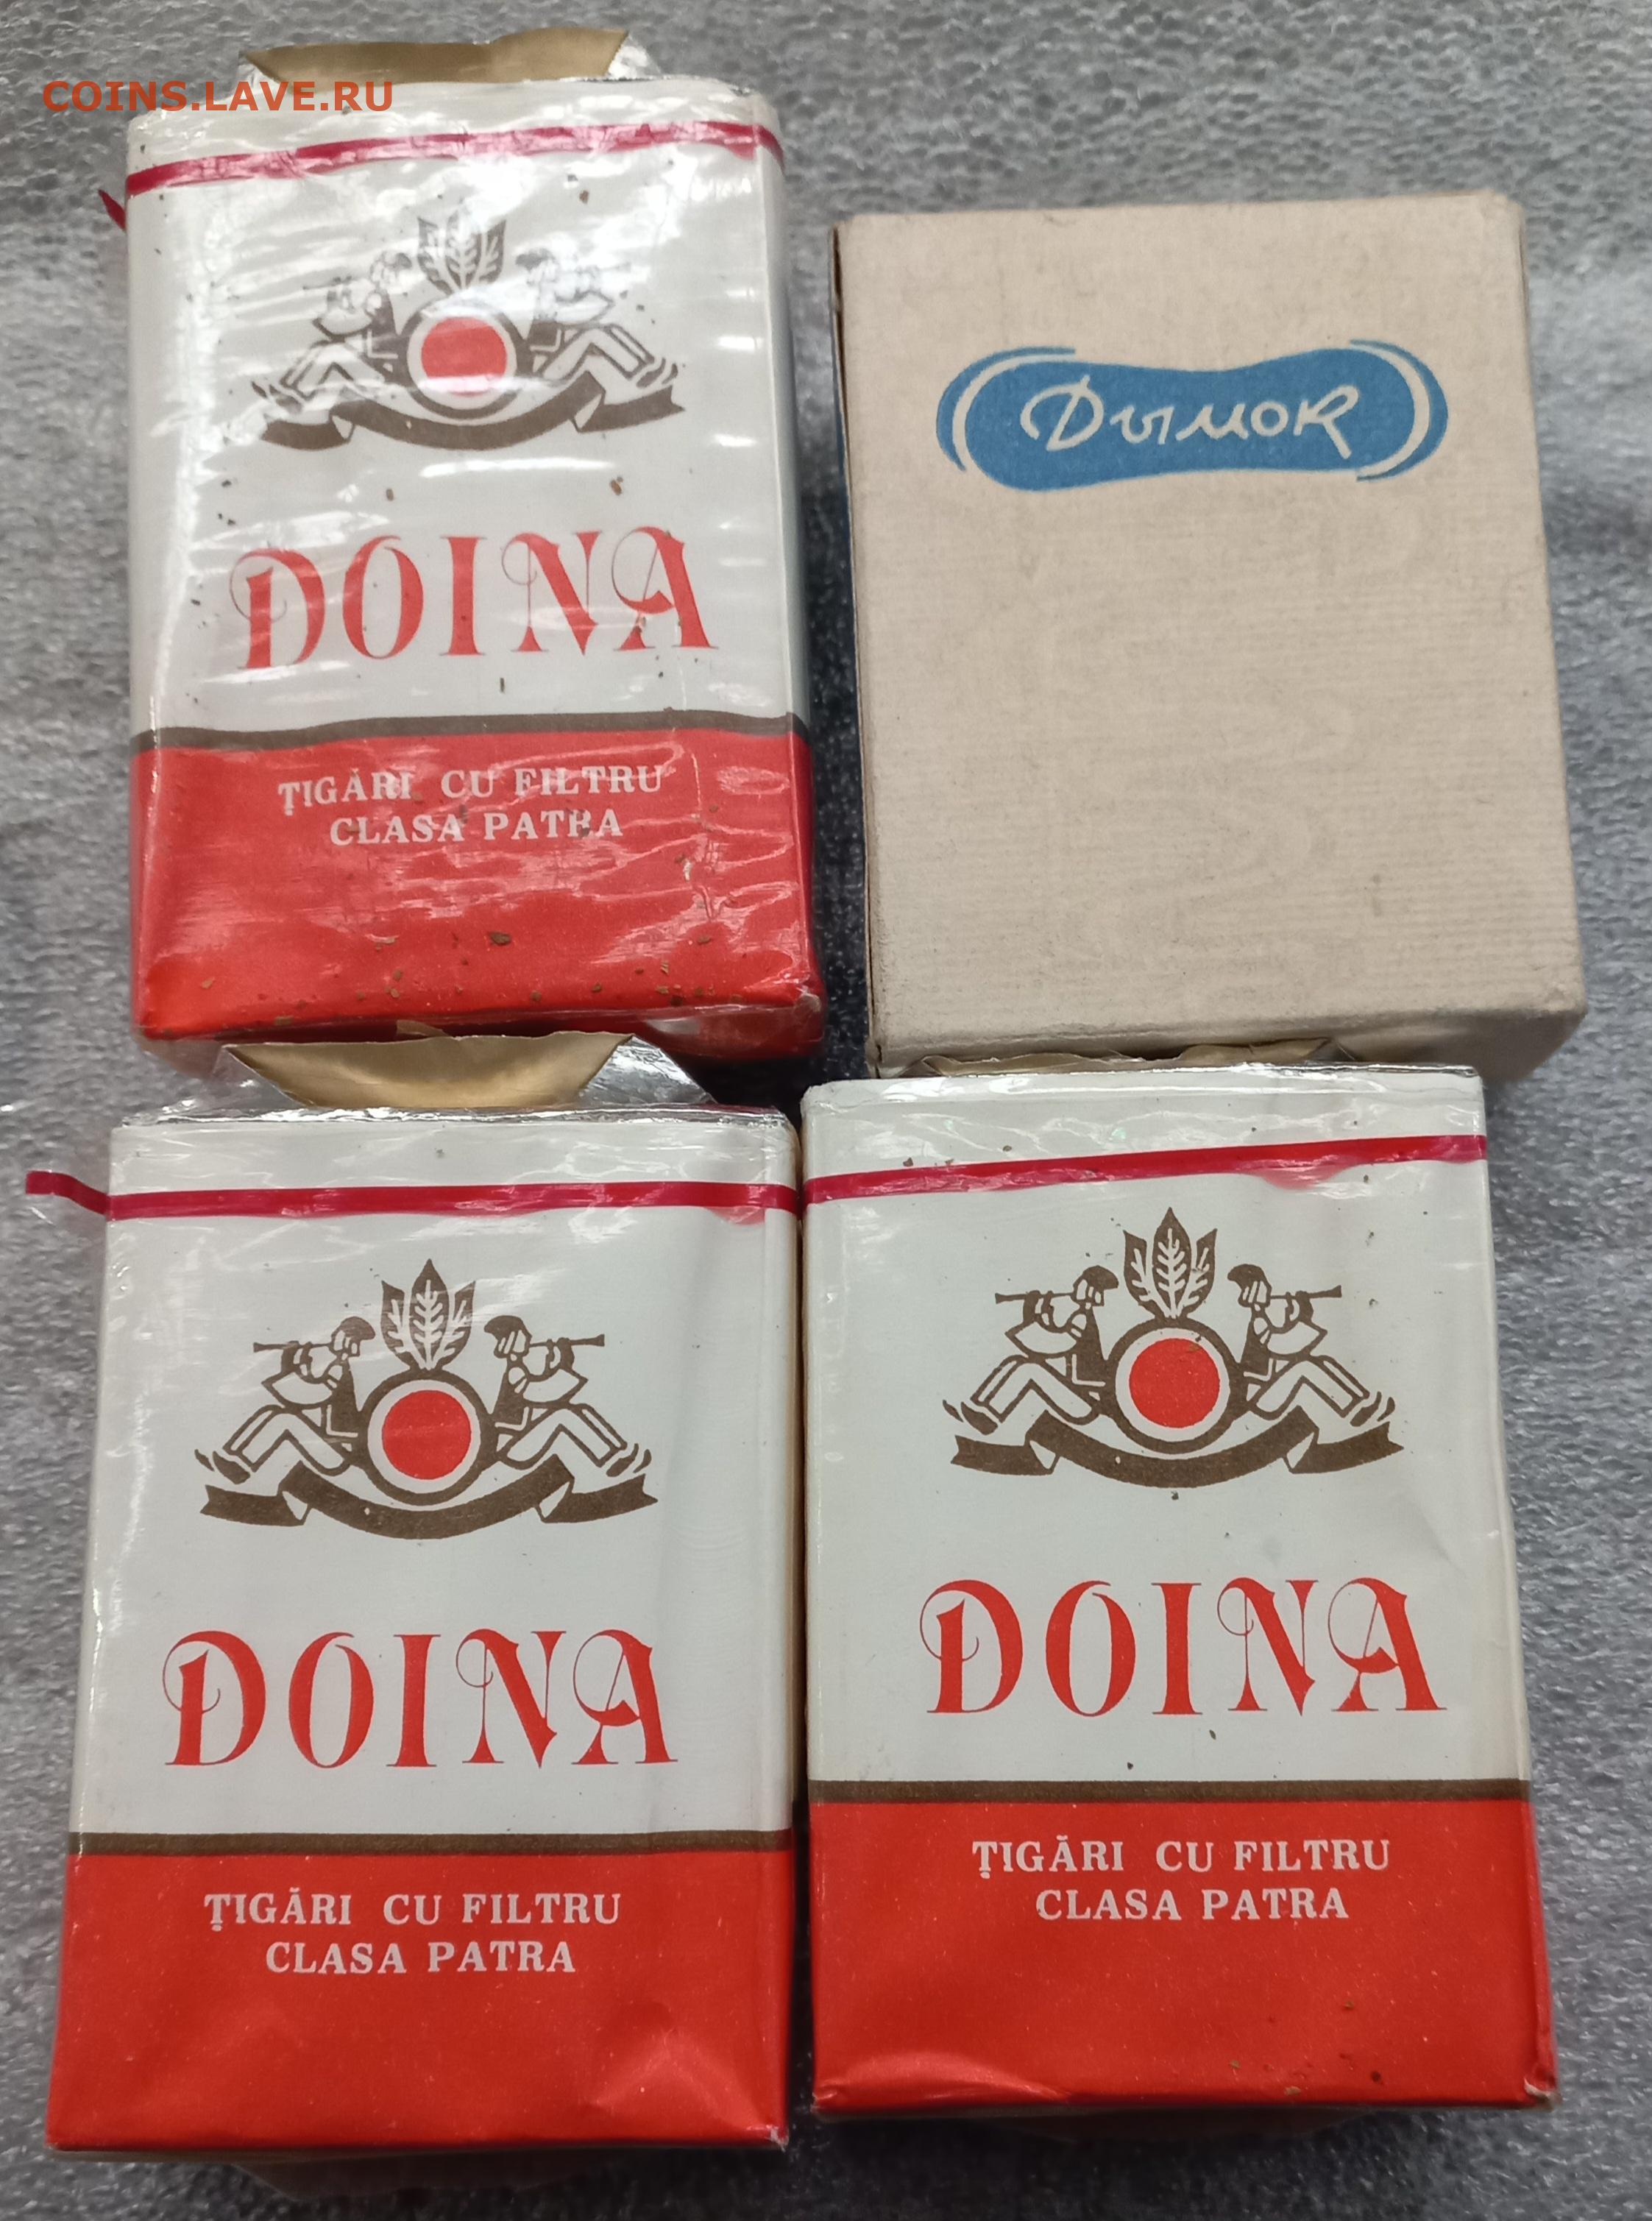 COINS.LAVE.RU
DOINA
ŢIGĂRI CU FILTRU
CLASA PATRA
Дымок
DOINA
ŢIGĂRI CU FILTRU
CLASA PATRA
DOINA
ŢIGĂRI CU FILTRU
CLASA PATRA